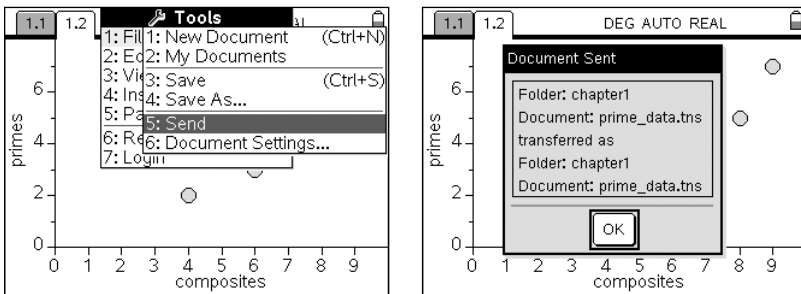 1.1 1.2
Tools
1: Fil
2: Ed
3: Vie
4: Ins
5: Pa
6: Re
7: Login
1: New Document (Ctrl+N)
2: My Documents
3: Save (Ctrl+S)
4: Save As...
5: Send
6: Document Settings...
primes
6
4
2
0
0 1 2 3 4 5 6 7 8 9
composites
1.1 1.2 DEG AUTO REAL
Document Sent
Folder: chapter1
Document: prime_data.tns
transferred as
Folder: chapter1
Document: prime_data.tns
OK
primes
6
4
2
0
0 1 2 3 4 5 6 7 8 9
composites